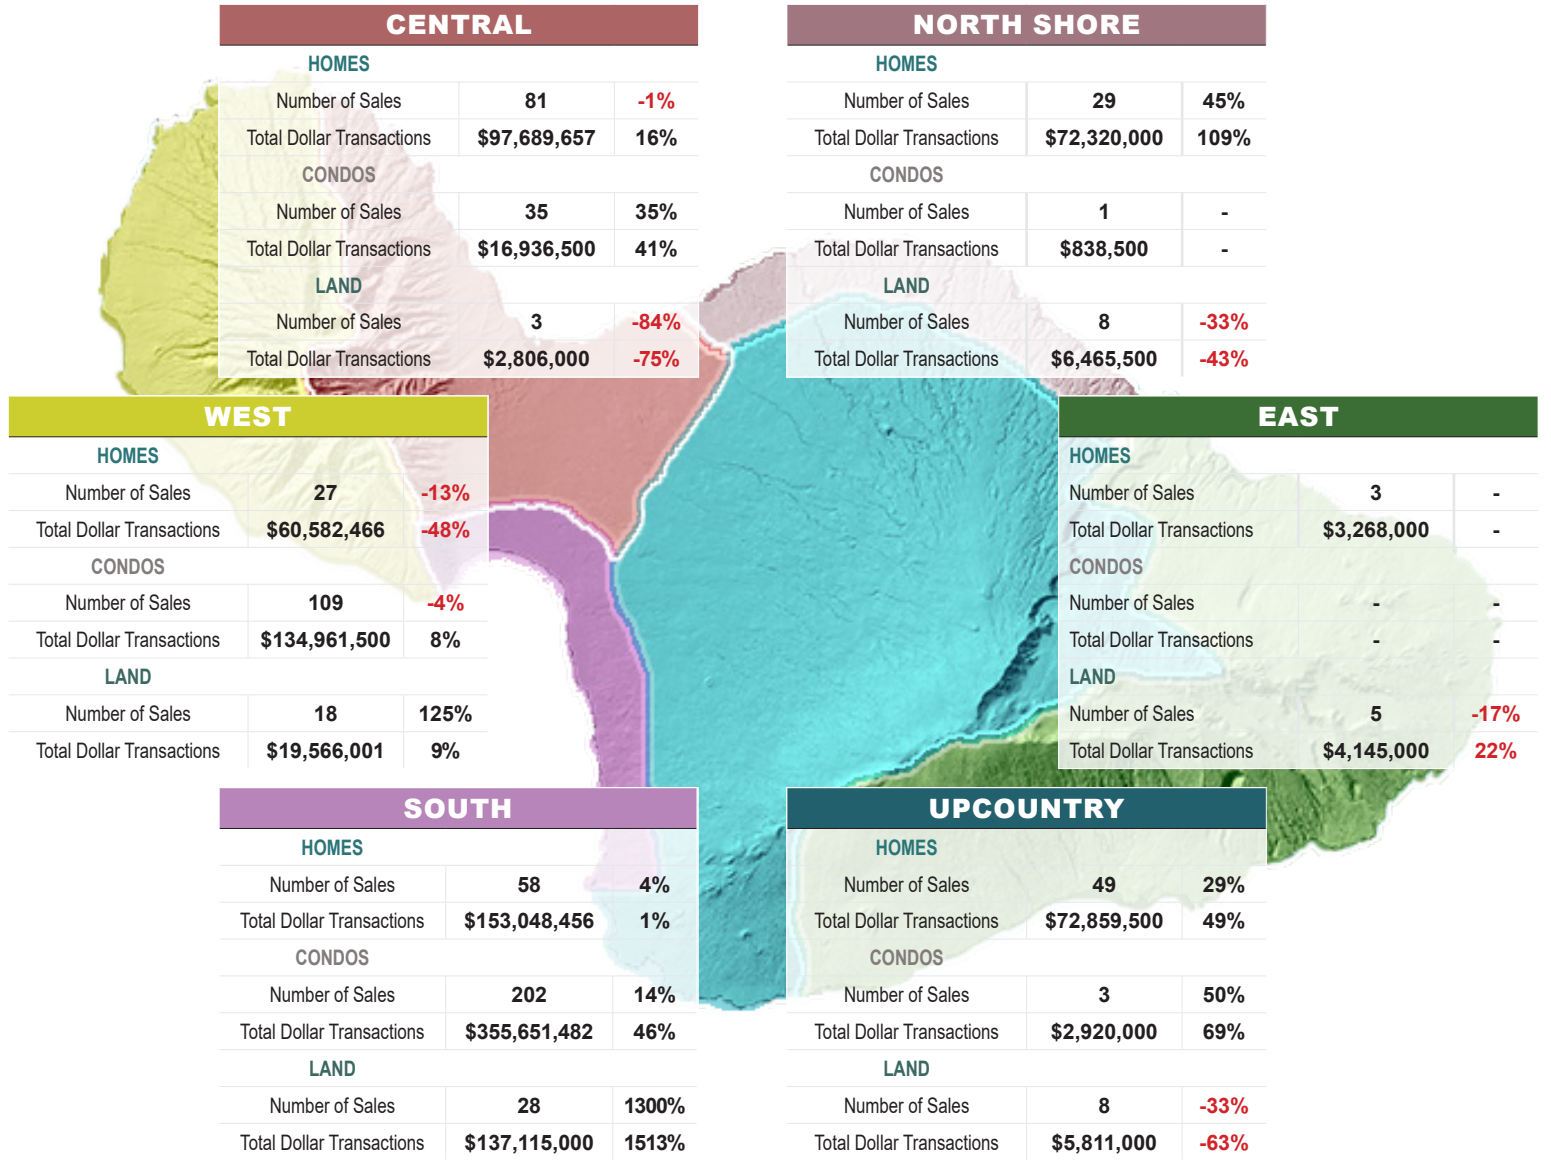 CENTRAL
HOMES
Number of Sales 81 -1%
Total Dollar Transactions $97,689,657 16%
CONDOS
Number of Sales 35 35%
Total Dollar Transactions $16,936,500 41%
LAND
Number of Sales 3 -84%
Total Dollar Transactions $2,806,000 -75%
NORTH SHORE
HOMES
Number of Sales 29 45%
Total Dollar Transactions $72,320,000 109%
CONDOS
Number of Sales 1 -
Total Dollar Transactions $838,500 -
LAND
Number of Sales 8 -33%
Total Dollar Transactions $6,465,500 -43%
WEST
HOMES
Number of Sales 27 -13%
Total Dollar Transactions $60,582,466 -48%
CONDOS
Number of Sales 109 -4%
Total Dollar Transactions $134,961,500 8%
LAND
Number of Sales 18 125%
Total Dollar Transactions $19,566,001 9%
EAST
HOMES
Number of Sales 3 -
Total Dollar Transactions $3,268,000 -
CONDOS
Number of Sales - -
Total Dollar Transactions - -
LAND
Number of Sales 5 -17%
Total Dollar Transactions $4,145,000 22%
SOUTH
HOMES
Number of Sales 58 4%
Total Dollar Transactions $153,048,456 1%
CONDOS
Number of Sales 202 14%
Total Dollar Transactions $355,651,482 46%
LAND
Number of Sales 28 1300%
Total Dollar Transactions $137,115,000 1513%
UPCOUNTRY
HOMES
Number of Sales 49 29%
Total Dollar Transactions $72,859,500 49%
CONDOS
Number of Sales 3 50%
Total Dollar Transactions $2,920,000 69%
LAND
Number of Sales 8 -33%
Total Dollar Transactions $5,811,000 -63%